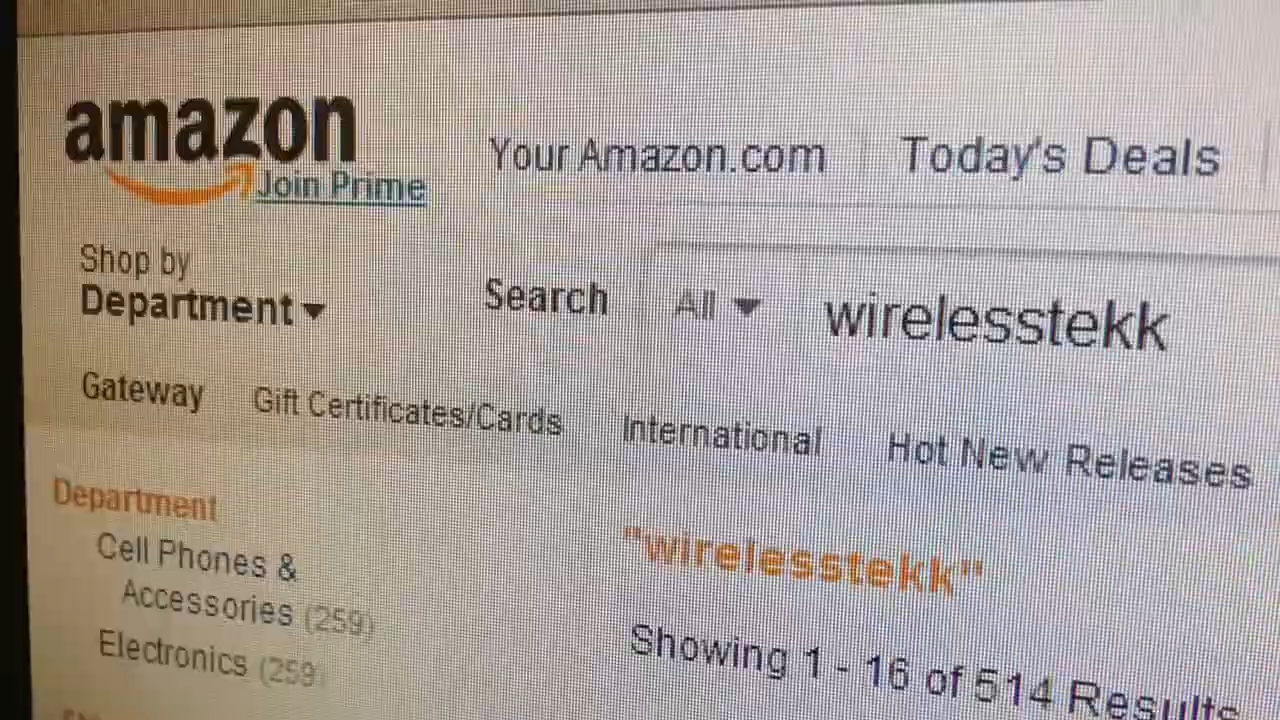 amazon
Join Prime
Your Amazon.com
Today's Deals
Shop by
Department
Search
All
wirelesstekk
Gateway
Gift Certificates/Cards
International
Hot New Releases
Department
Cell Phones &
Accessories (259)
Electronics (259)
"wirelesstekk"
Showing 1 - 16 of 514 Results